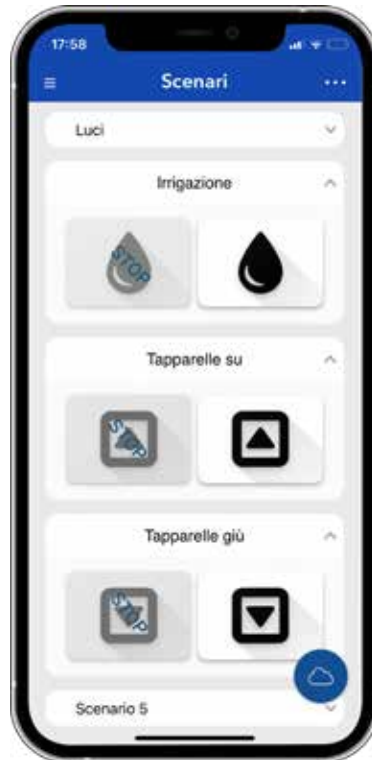 17:58
Scenari
Luci
Irrigazione
STOP
Tapparelle su
STOP
Tapparelle giù
STOP
Scenario 5